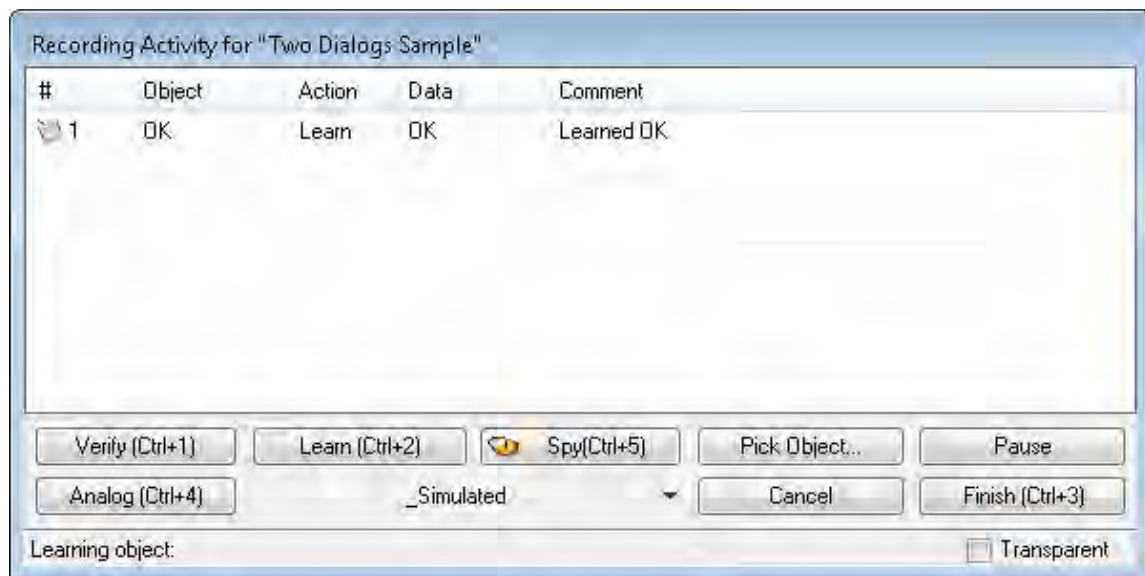 Recording Activity for "Two Dialogs Sample"
# Object Action Data Comment
1 OK Learn OK Learned OK
Verify (Ctrl+1) Learn (Ctrl+2) Spy(Ctrl+5) Pick Object... Pause
Analog (Ctrl+4) _Simulated Cancel Finish (Ctrl+3)
Learning object: Transparent